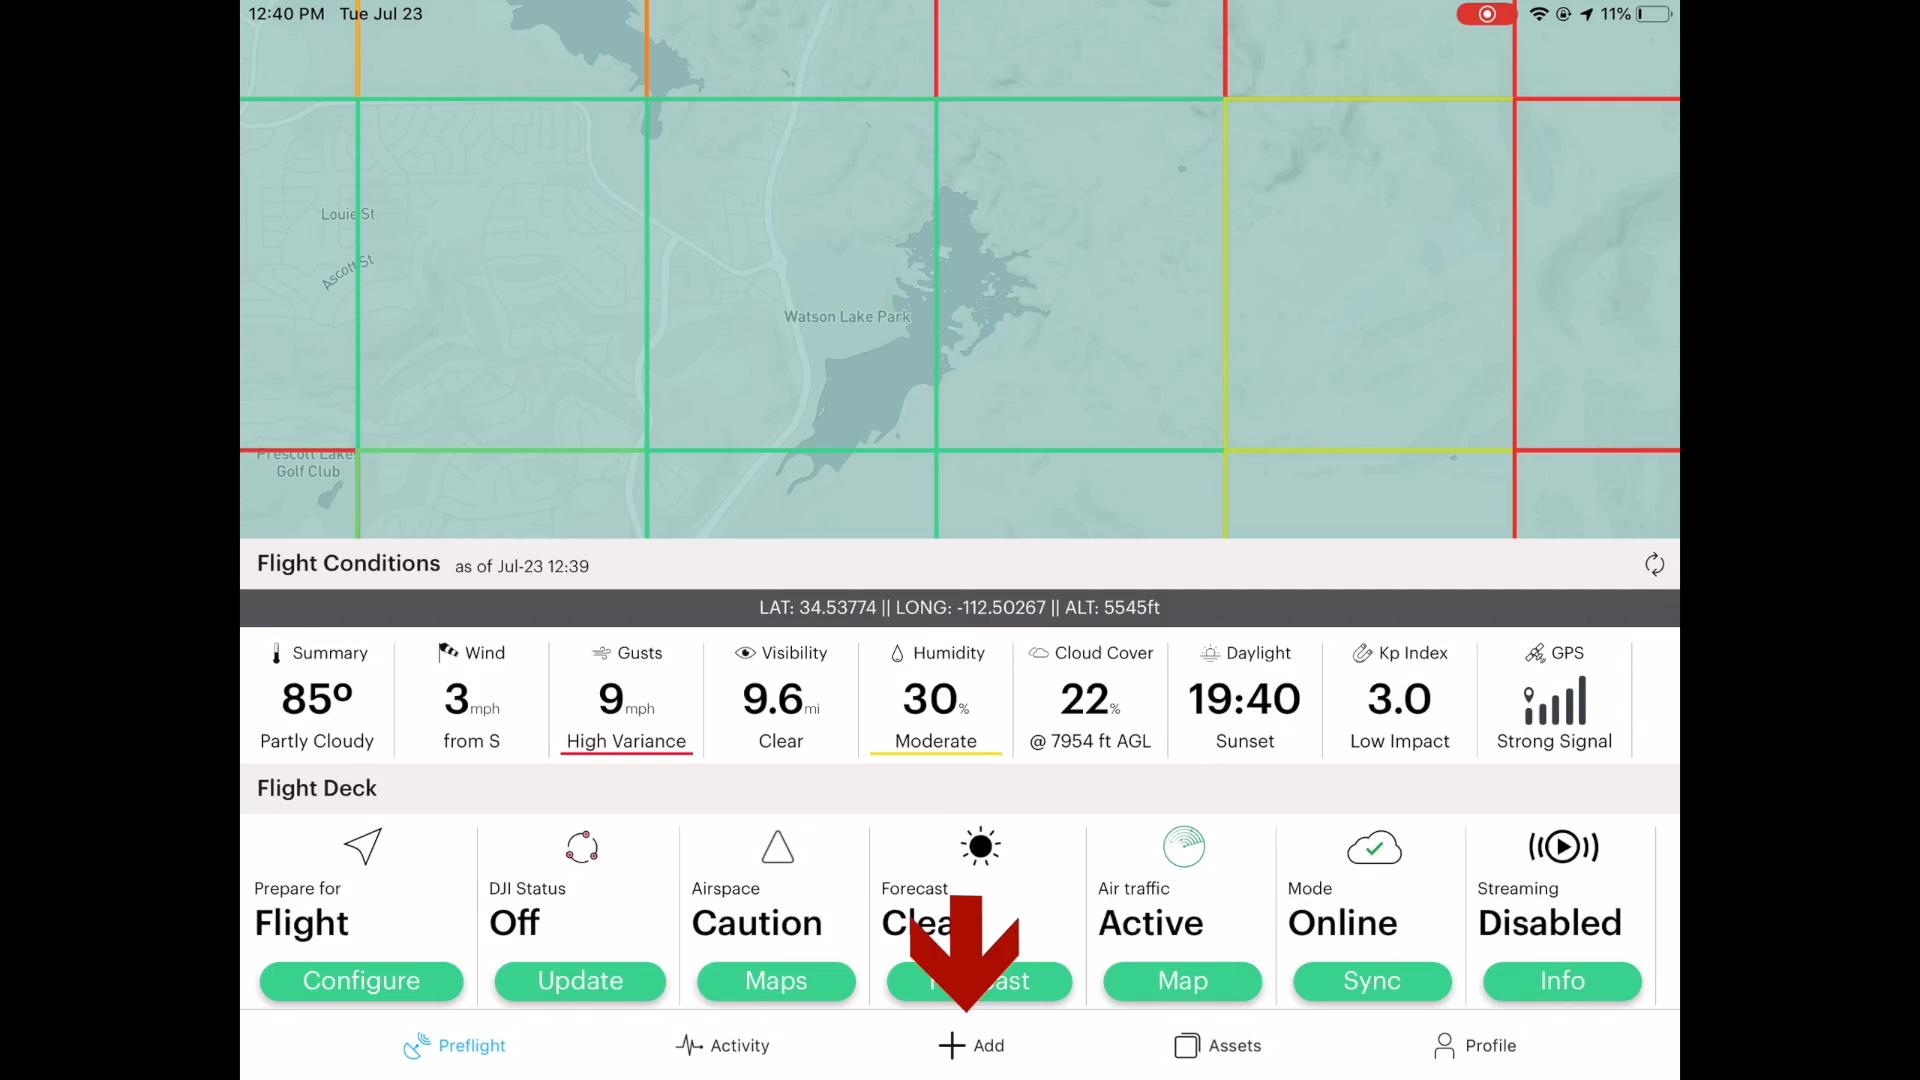 12:40 PM Tue Jul 23
11%
Louie St
Ascott St
Watson Lake Park
Prescott Lakes
Golf Club
Flight Conditions as of Jul-23 12:39
LAT: 34.53774 || LONG: -112.50267 || ALT: 5545ft
Summary
85º
Partly Cloudy
Wind
3 mph
from S
Gusts
9 mph
High Variance
Visibility
9.6 mi
Clear
Humidity
30 %
Moderate
Cloud Cover
22 %
@ 7954 ft AGL
Daylight
19:40
Sunset
Kp Index
3.0
Low Impact
GPS
Strong Signal
Flight Deck
Prepare for
Flight
Configure
DJI Status
Off
Update
Airspace
Caution
Maps
Forecast
Air traffic
Active
Map
Mode
Online
Sync
Streaming
Disabled
Info
Preflight
Activity
Add
Assets
Profile